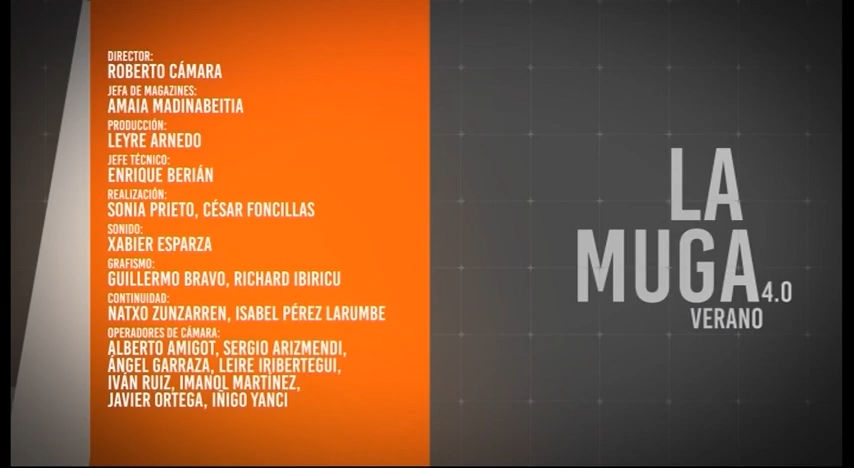 DIRECTOR:
ROBERTO CÁMARA
JEFA DE MAGAZINES:
AMAIA MADINABEITIA
PRODUCCIÓN:
LEYRE ARNEDO
JEFE TÉCNICO:
ENRIQUE BERIÁN
REALIZACIÓN:
SONIA PRIETO, CÉSAR FONCILLAS
SONIDO:
XABIER ESPARZA
GRAFISMO:
GUILLERMO BRAVO, RICHARD IBIRICU
CONTINUIDAD:
NATXO ZUNZARREN, ISABEL PÉREZ LARUMBE
OPERADORES DE CÁMARA:
ALBERTO AMIGOT, SERGIO ARIZMENDI,
ÁNGEL GARRAZA, LEIRE IRIBERTEGUI,
IVÁN RUIZ, IMANOL MARTÍNEZ,
JAVIER ORTEGA, IÑIGO YANCI
LA
MUGA 4.0
VERANO